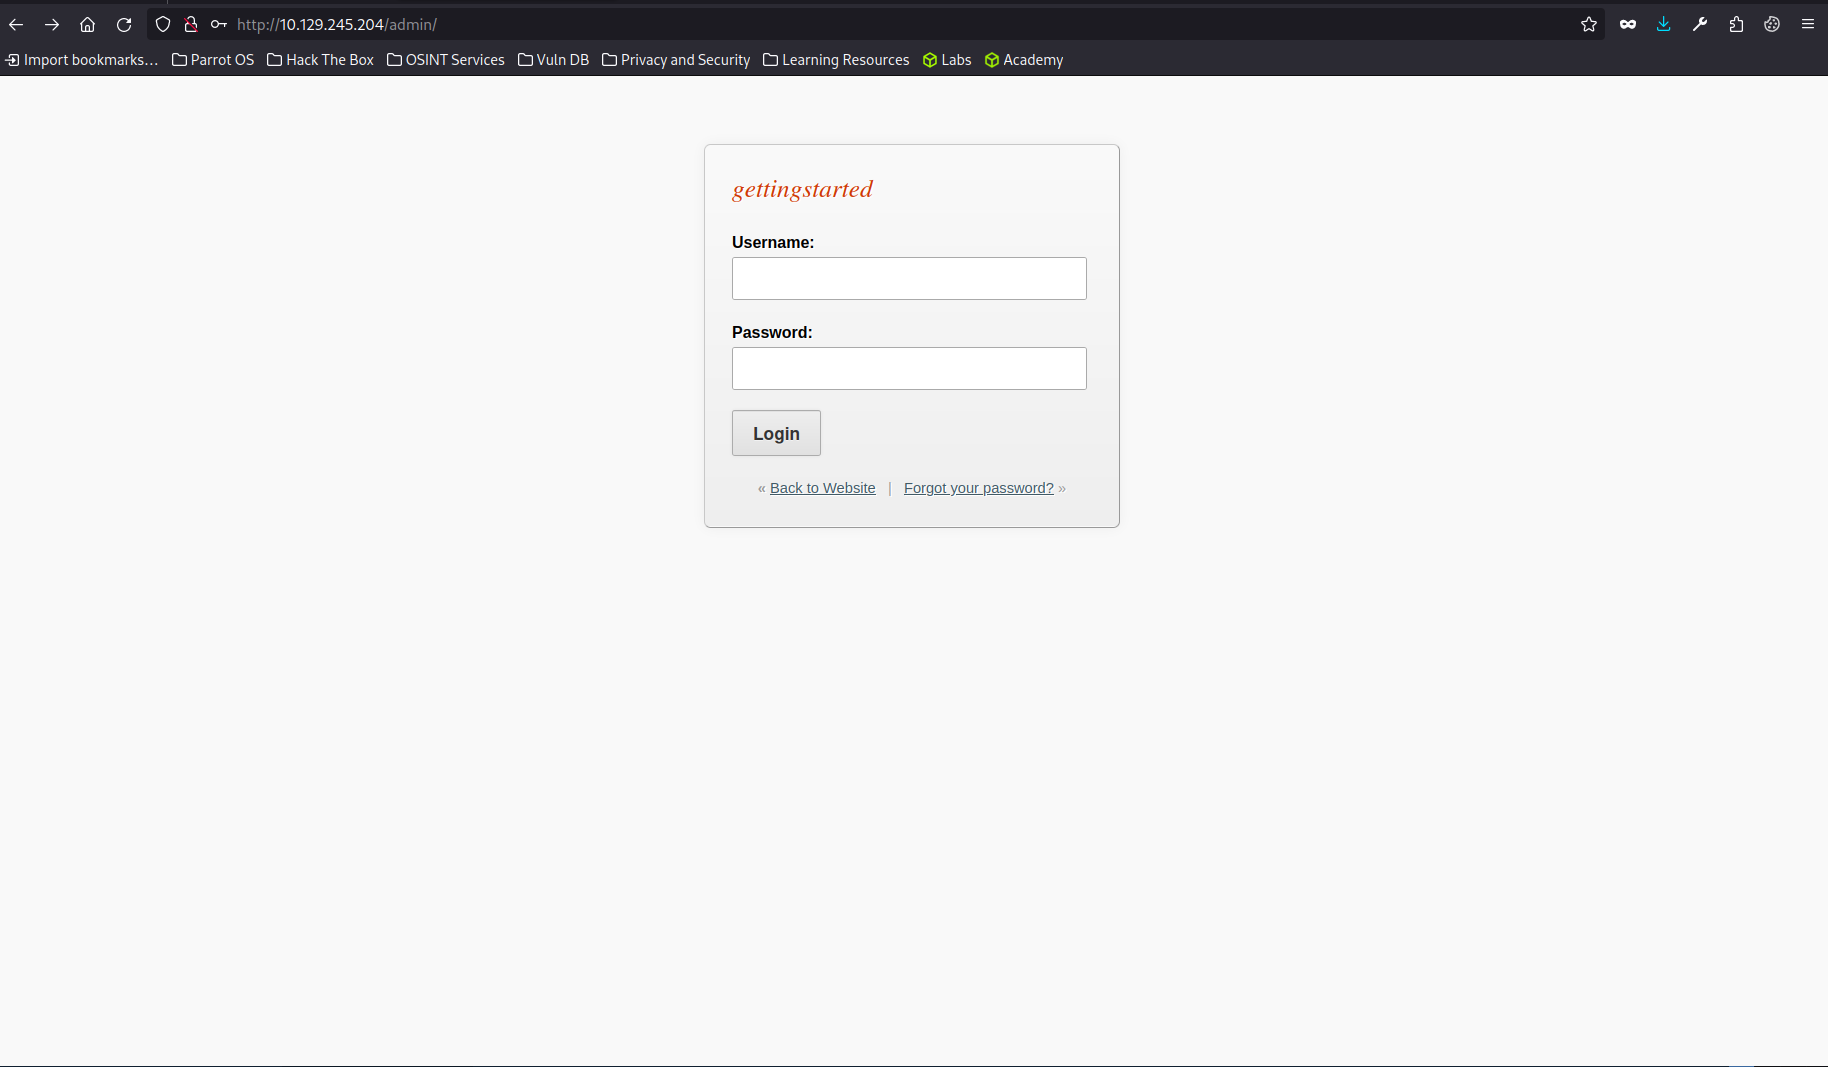 http://10.129.245.204/admin/
Import bookmarks... Parrot OS Hack The Box OSINT Services Vuln DB Privacy and Security Learning Resources Labs Academy
gettingstarted
Username:
Password:
Login
« Back to Website | Forgot your password? »